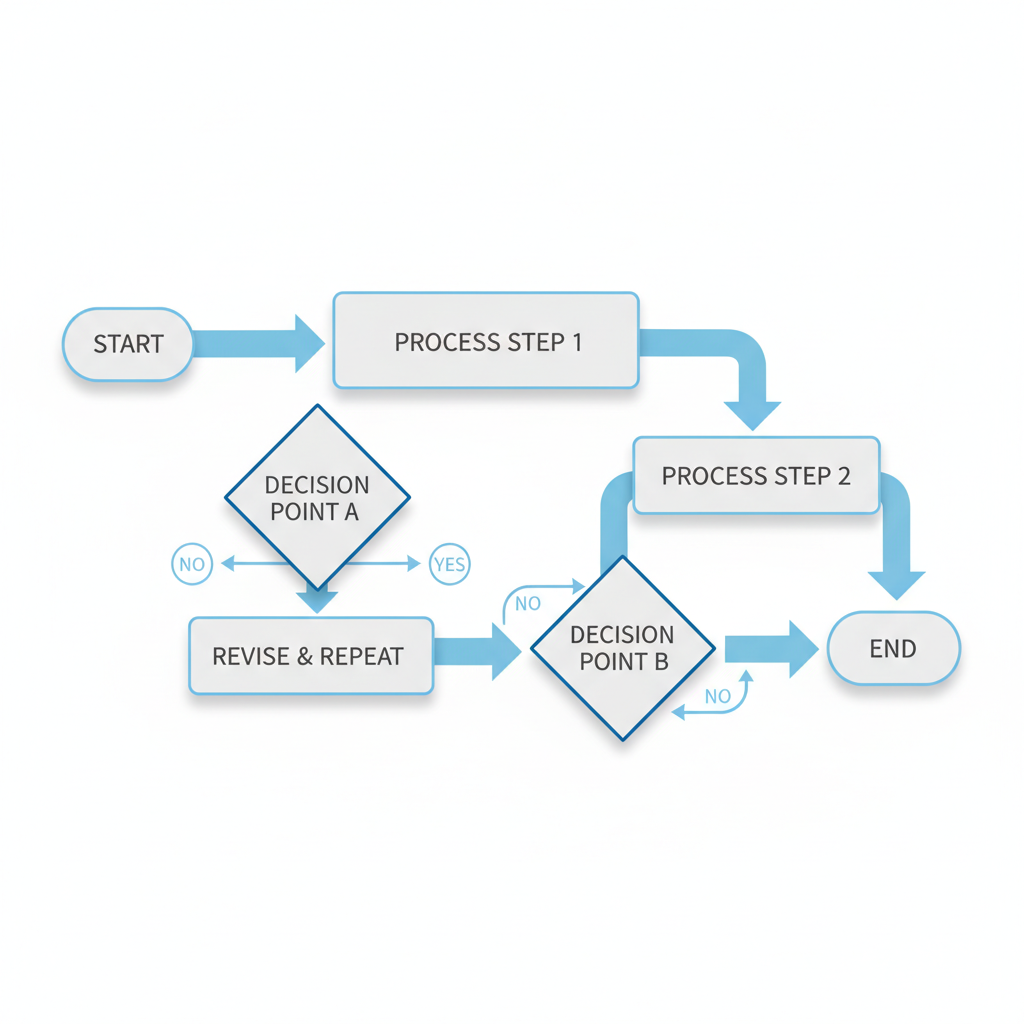 START
PROCESS STEP 1
DECISION
POINT A
PROCESS STEP 2
NO
YES
NO
REVISE & REPEAT
DECISION
POINT B
END
NO